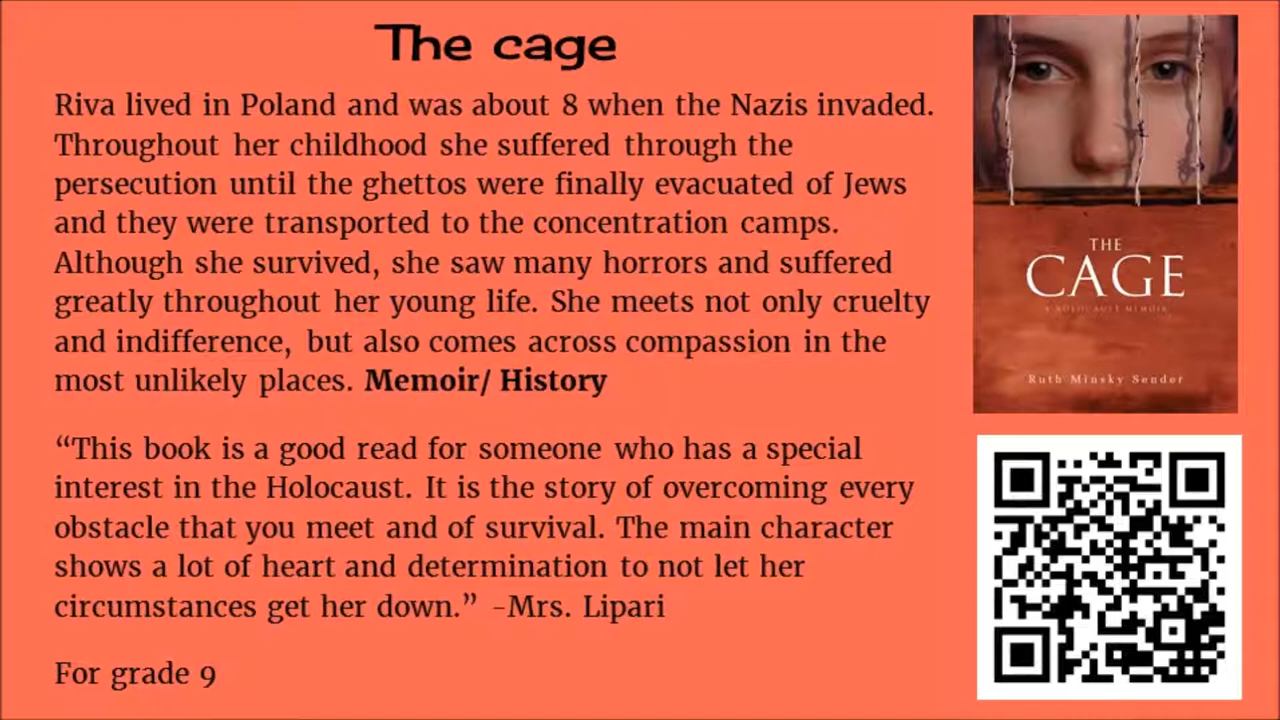 The cage
Riva lived in Poland and was about 8 when the Nazis invaded.
Throughout her childhood she suffered through the
persecution until the ghettos were finally evacuated of Jews
and they were transported to the concentration camps.
Although she survived, she saw many horrors and suffered
greatly throughout her young life. She meets not only cruelty
and indifference, but also comes across compassion in the
most unlikely places. Memoir/ History
“This book is a good read for someone who has a special
interest in the Holocaust. It is the story of overcoming every
obstacle that you meet and of survival. The main character
shows a lot of heart and determination to not let her
circumstances get her down.” -Mrs. Lipari
For grade 9
THE
CAGE
A HOLOCAUST MEMOIR
Ruth Minsky Sender